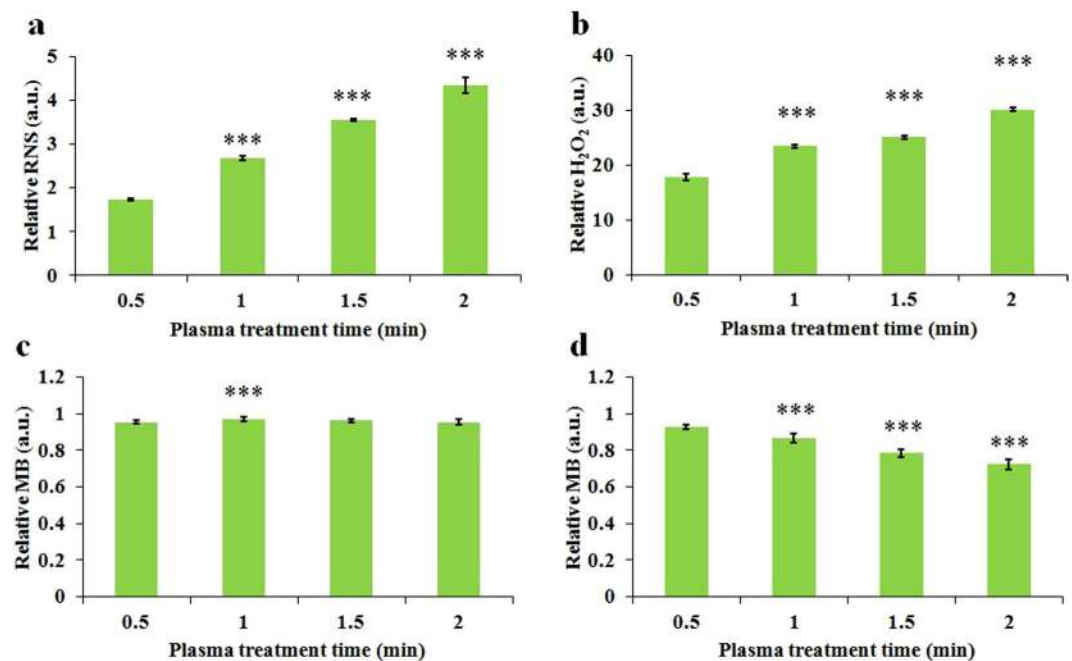 a
Relative RNS (a.u.)
5
4
3
2
1
0
***
***
***
0.5 1 1.5 2
Plasma treatment time (min)
b
Relative H₂O₂ (a.u.)
40
30
20
10
0
***
***
***
0.5 1 1.5 2
Plasma treatment time (min)
c
Relative MB (a.u.)
1.2
1
0.8
0.6
0.4
0.2
0
***
0.5 1 1.5 2
Plasma treatment time (min)
d
Relative MB (a.u.)
1.2
1
0.8
0.6
0.4
0.2
0
***
***
***
0.5 1 1.5 2
Plasma treatment time (min)